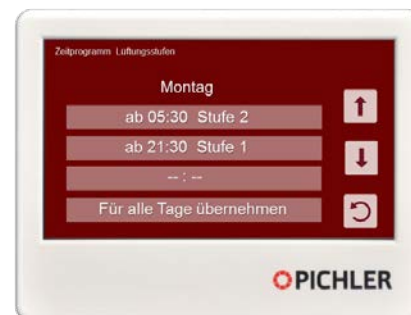 Zeitprogramm Lüftungsstufen
Montag
ab 05:30 Stufe 2
ab 21:30 Stufe 1
-- : --
Für alle Tage übernehmen
PICHLER